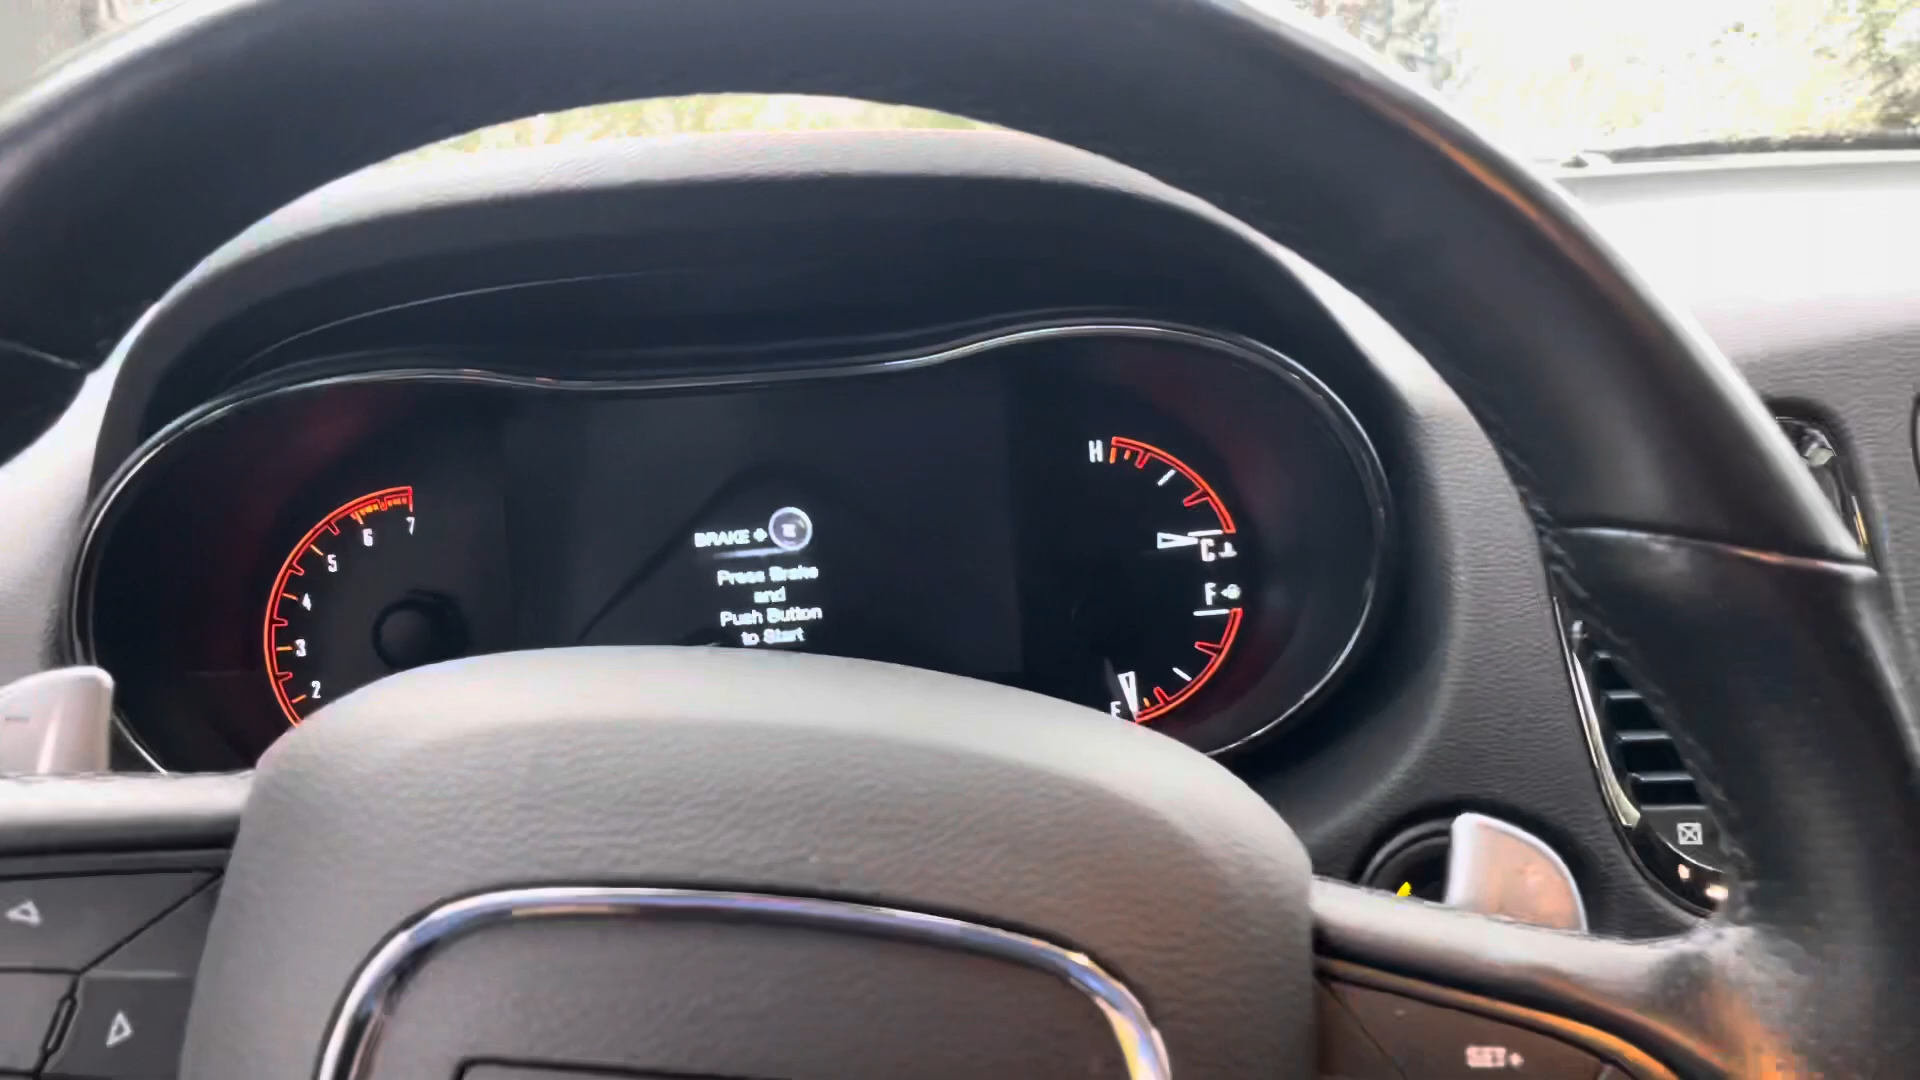 H
7
6
5
BRAKE +
C
Press Brake
F
and
4
Push Button
3
to Start
2
E
SET+